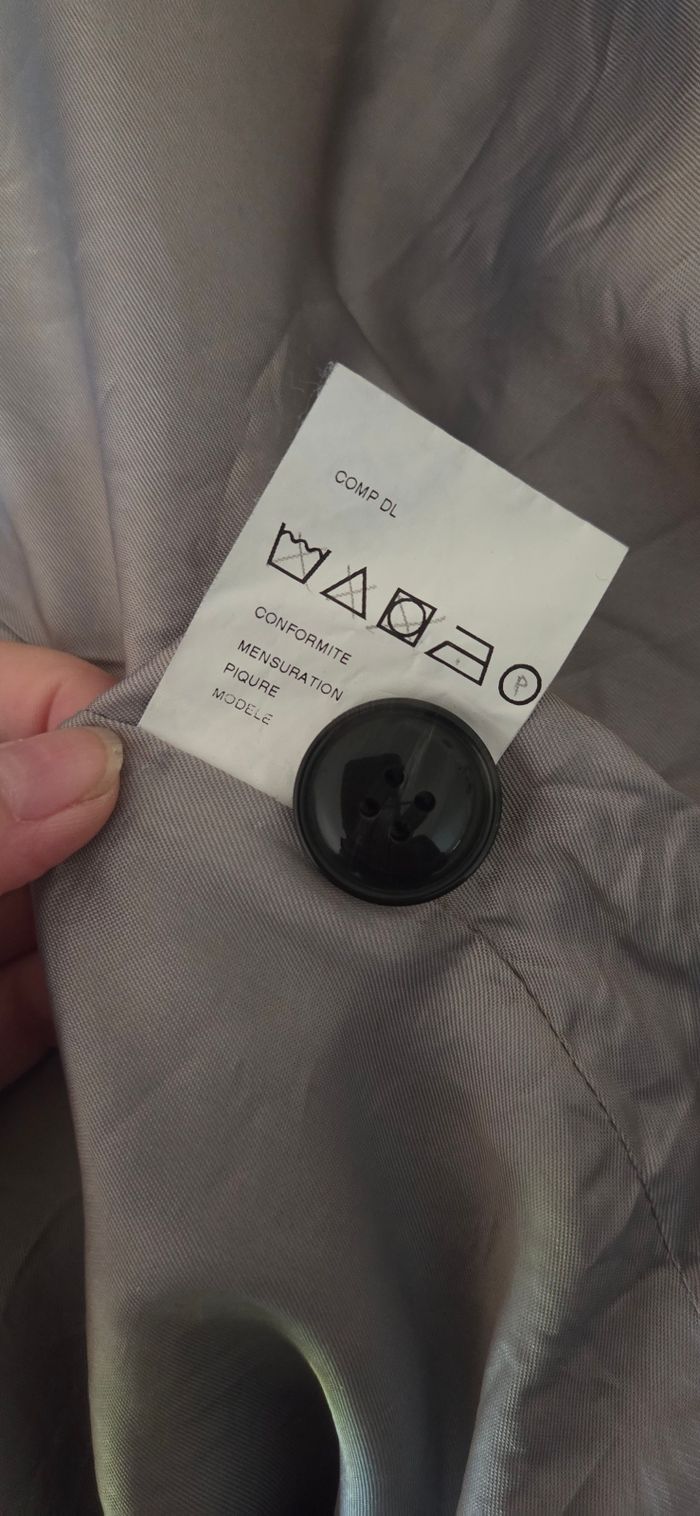 COMP DL
P
CONFORMITE
MENSURATION
PIQURE
MODELE